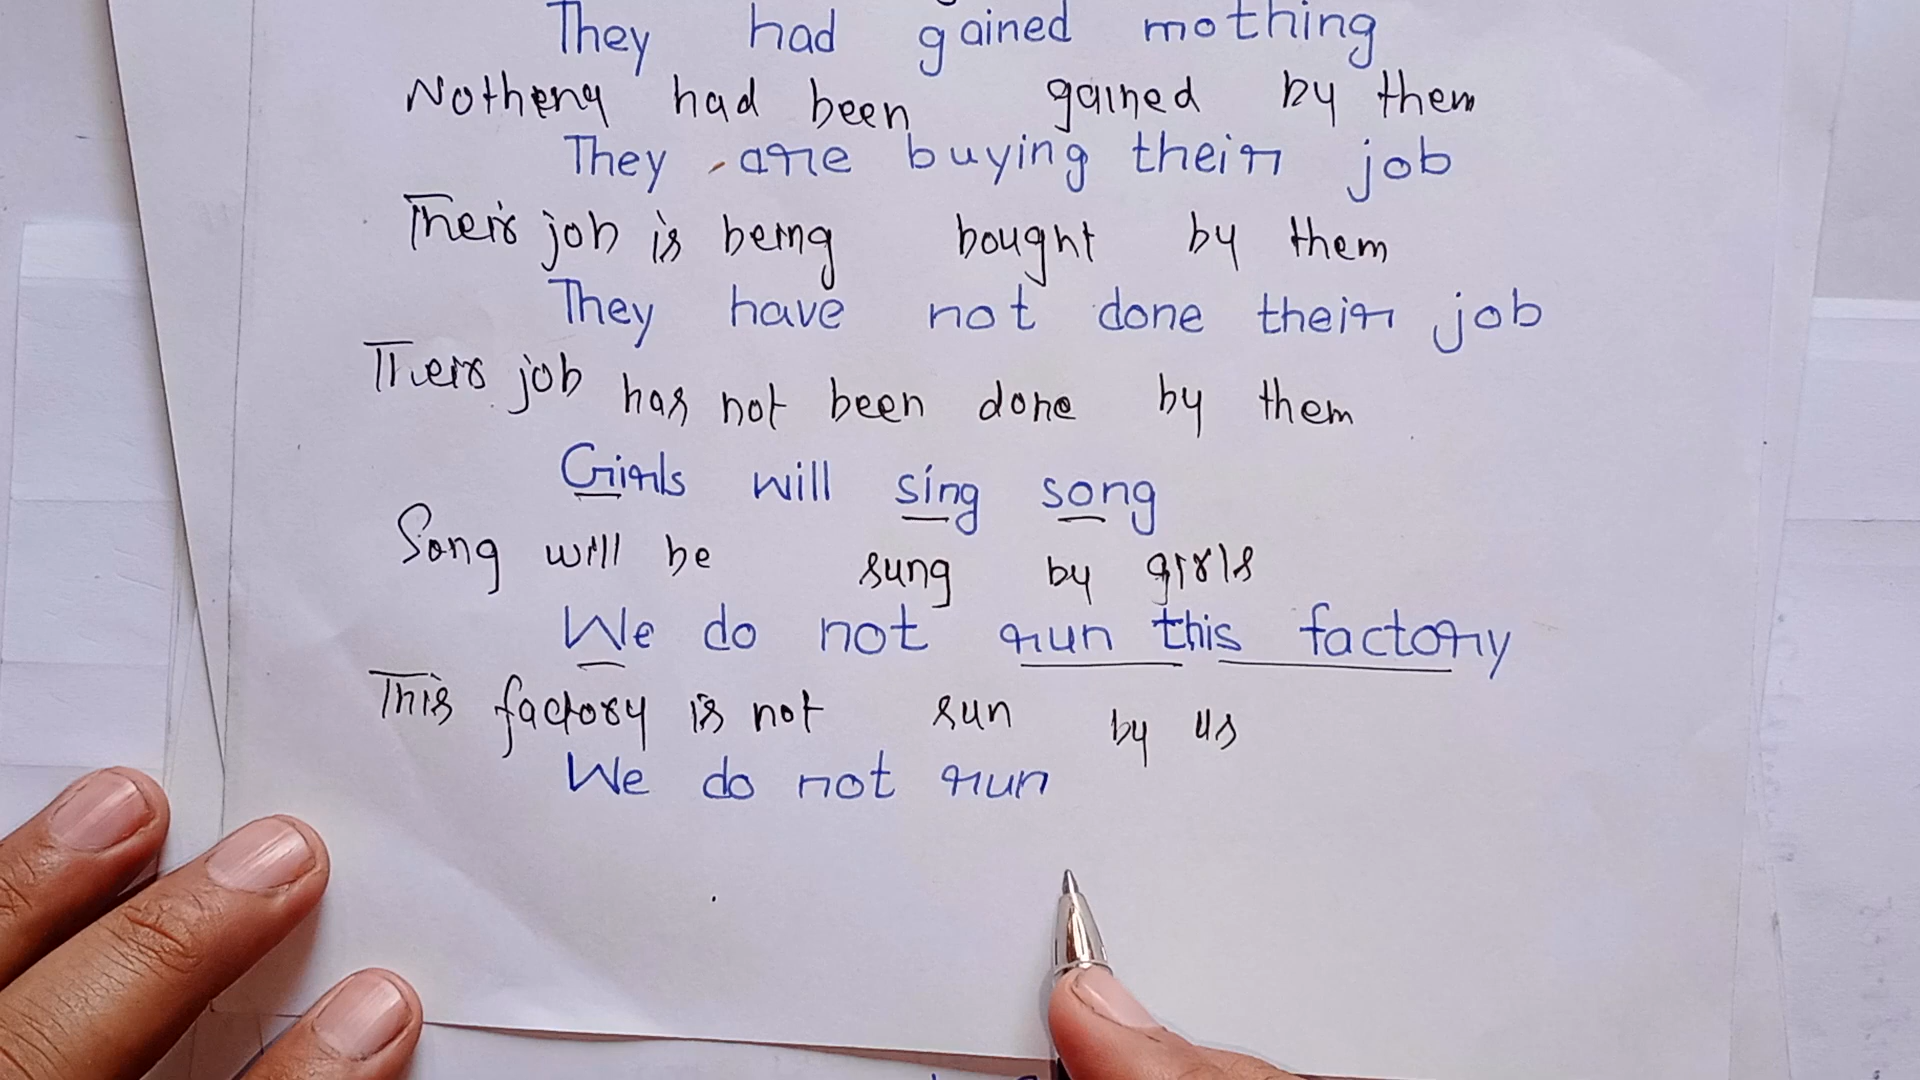 They had gained nothing
Nothing had been gained by them
They are buying their job
Their job is being bought by them
They have not done their job
Their job has not been done by them
Girls will sing song
Song will be sung by girls
We do not run this factory
This factory is not run by us
We do not run